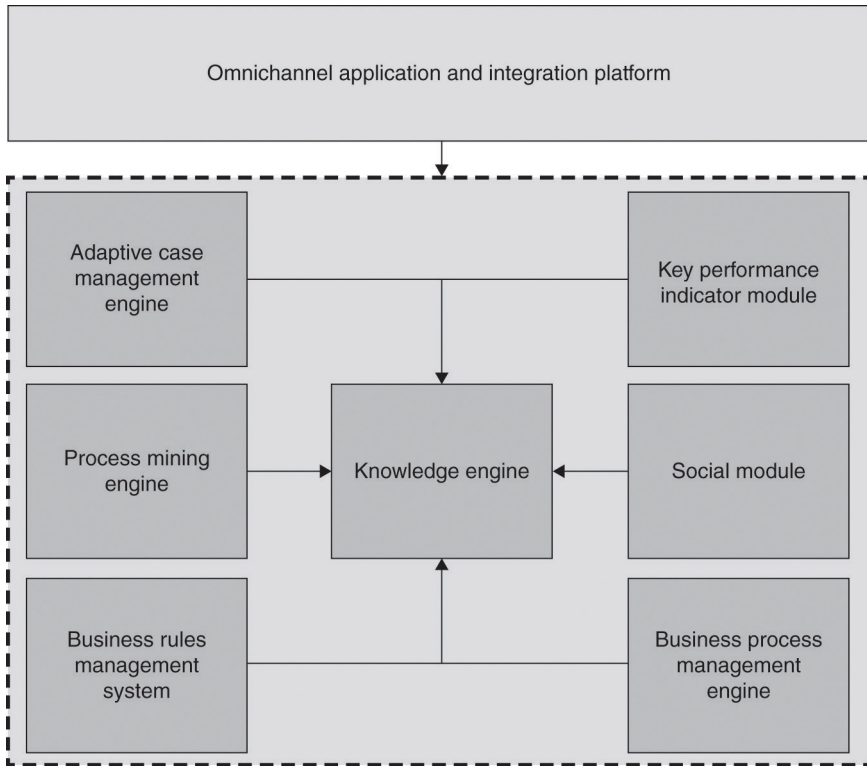 Omnichannel application and integration platform
Adaptive case
management
engine
Key performance
indicator module
Process mining
engine
Knowledge engine
Social module
Business rules
management
system
Business process
management
engine